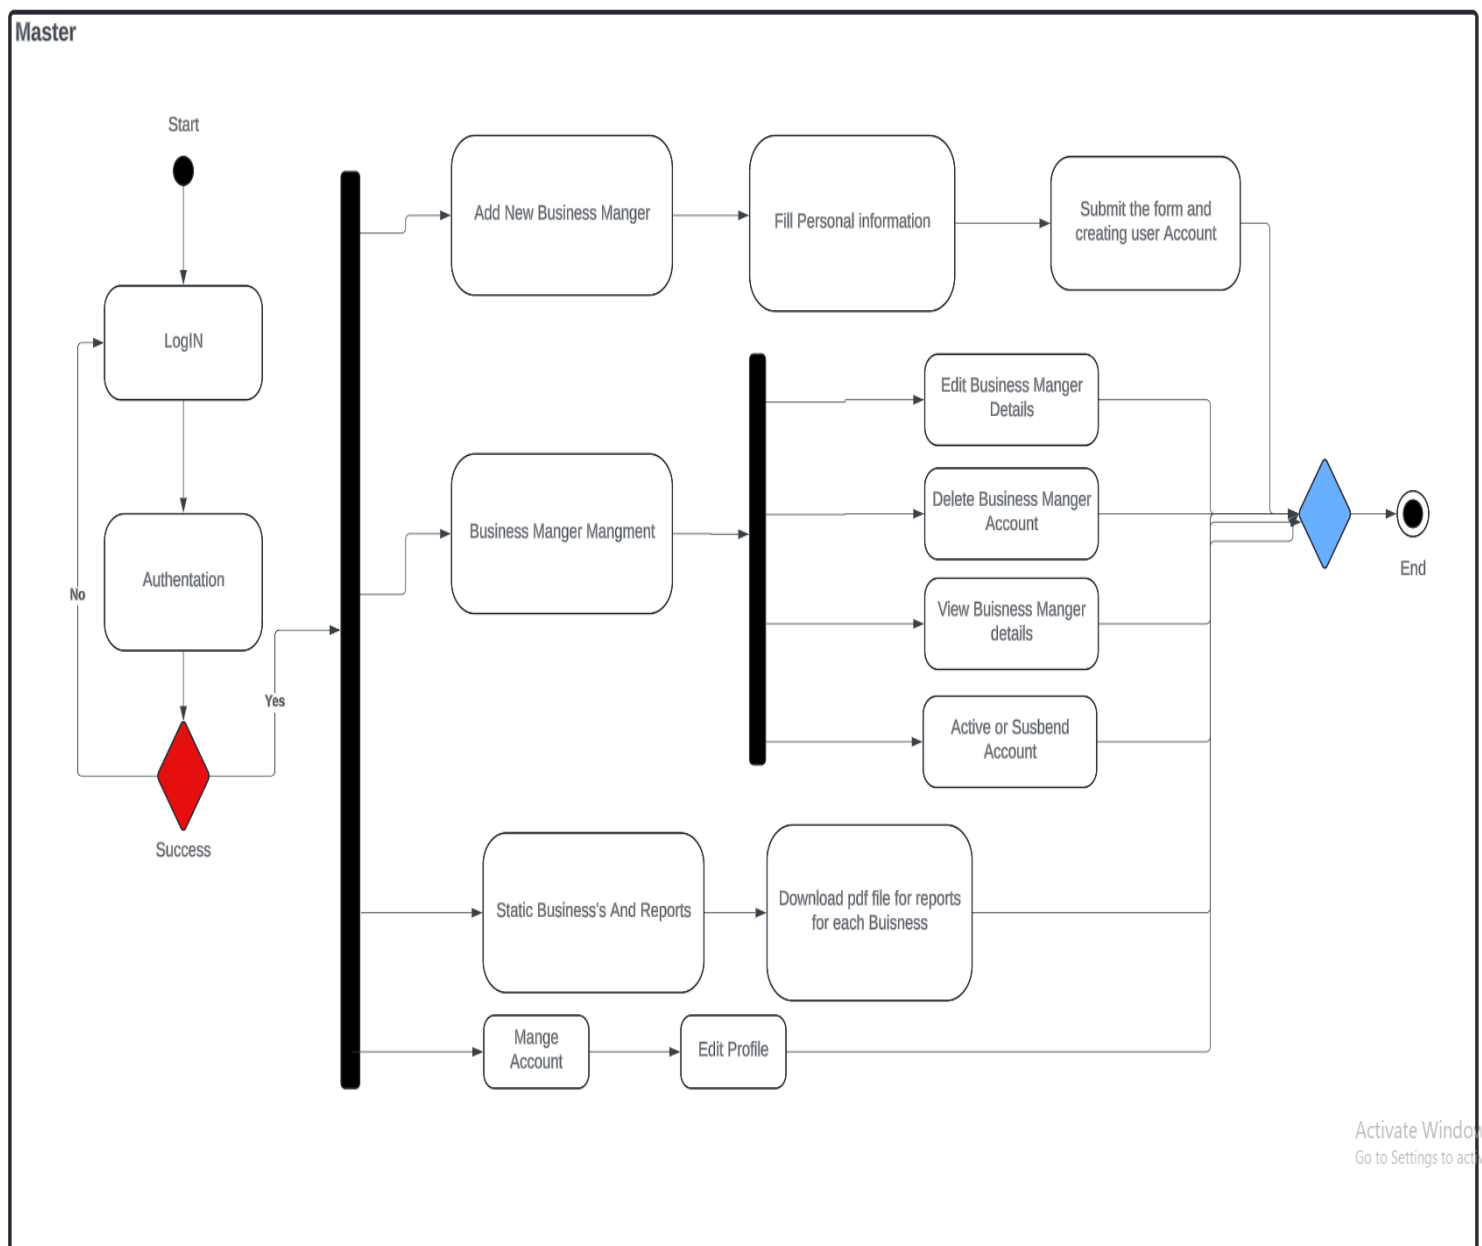 Master
Start
LogIN
Authentation
No
Yes
Success
Add New Business Manger
Fill Personal information
Submit the form and
creating user Account
Business Manger Mangment
Edit Business Manger
Details
Delete Business Manger
Account
View Buisness Manger
details
Active or Susbend
Account
End
Static Business's And Reports
Download pdf file for reports
for each Buisness
Mange
Account
Edit Profile
Activate Window
Go to Settings to acti